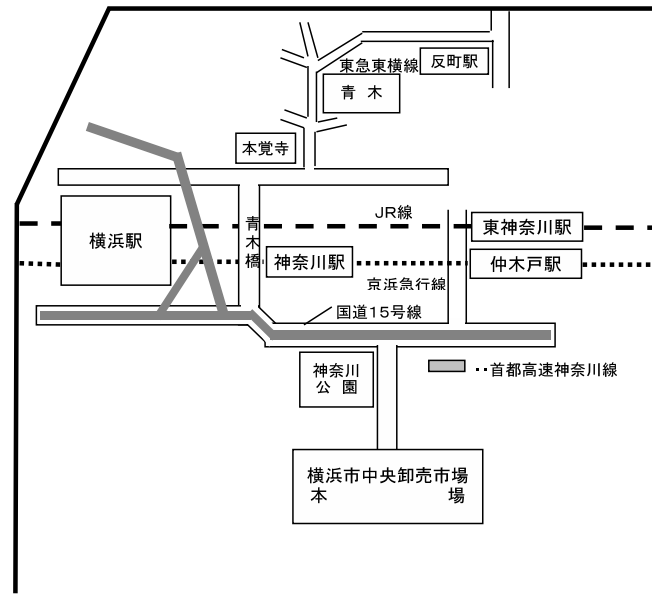 東急東横線
反町駅
青 木
本覚寺
JR線
青木橋
横浜駅
東神奈川駅
神奈川駅
仲木戸駅
京浜急行線
国道15号線
神奈川
公 園
‥首都高速神奈川線
横浜市中央卸売市場
本 場